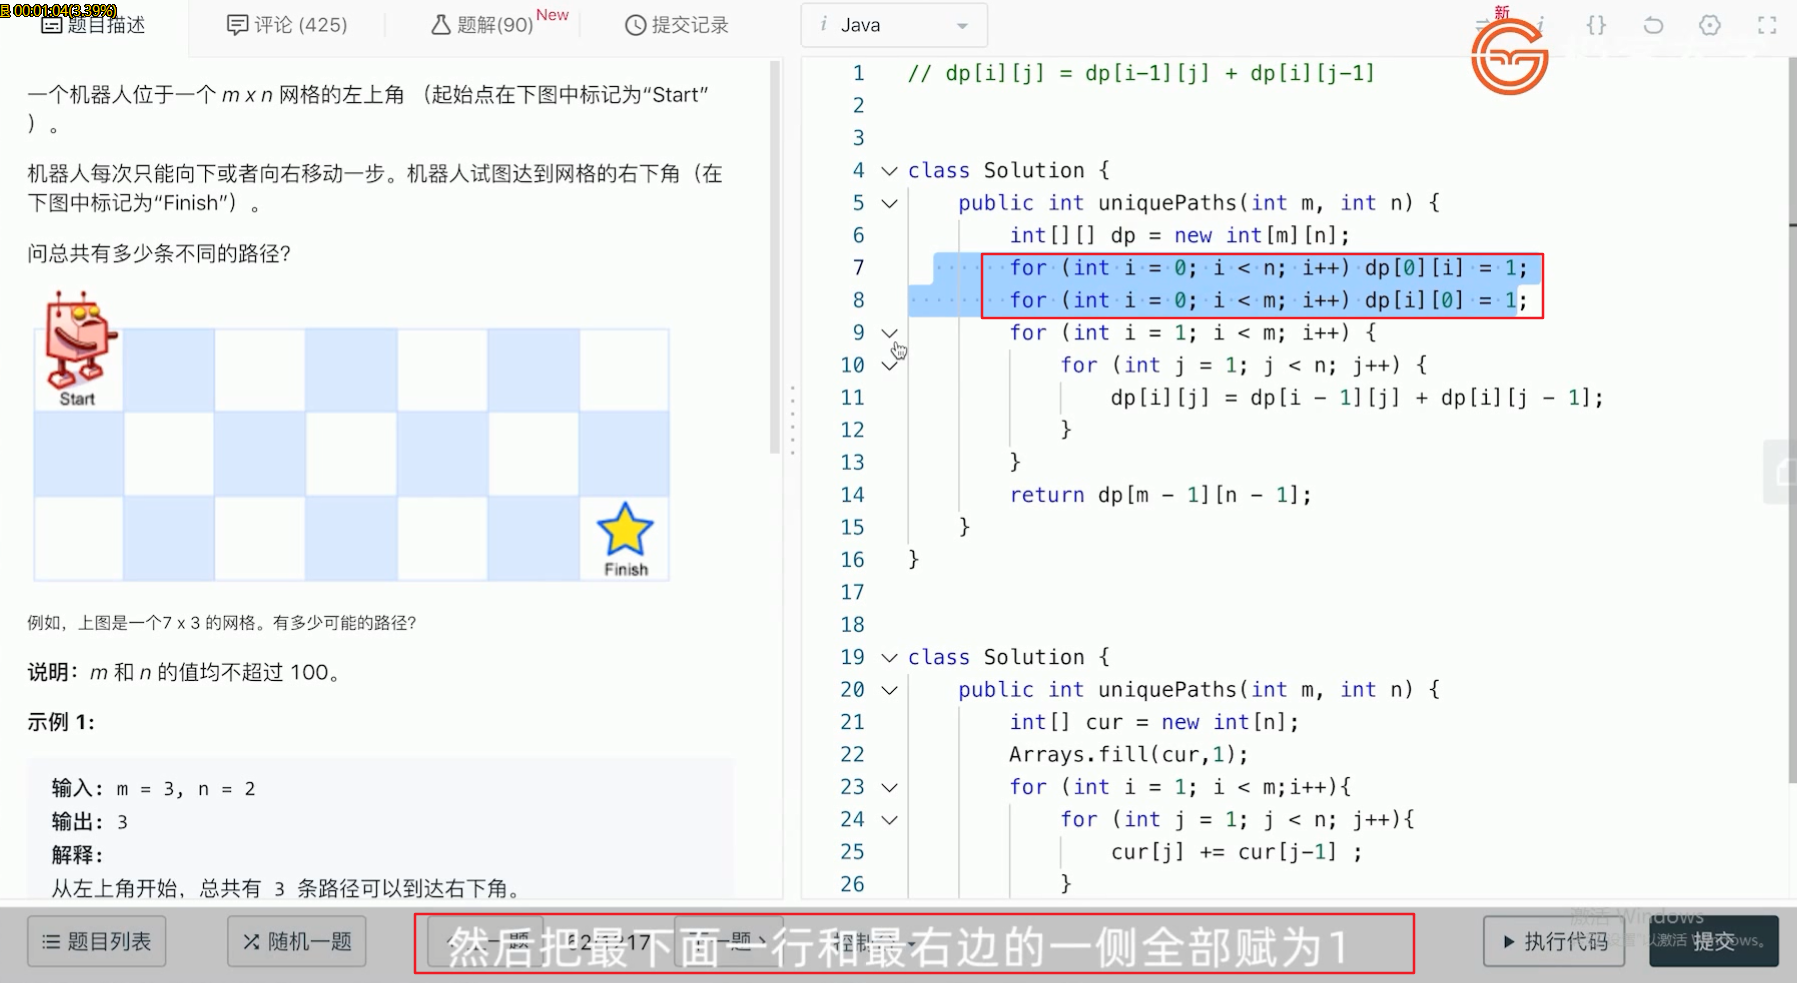 00:01:04(3.39%)
题目描述
评论 (425)
题解(90)
New
提交记录
i Java
新
{}
一个机器人位于一个 m x n 网格的左上角 （起始点在下图中标记为“Start”
）。
机器人每次只能向下或者向右移动一步。机器人试图达到网格的右下角（在
下图中标记为“Finish”）。
问总共有多少条不同的路径？
Start
Finish
例如，上图是一个7 x 3 的网格。有多少可能的路径？
说明：m 和 n 的值均不超过 100。
示例 1:
输入: m = 3, n = 2
输出: 3
解释:
从左上角开始，总共有 3 条路径可以到达右下角。
1 // dp[i][j] = dp[i-1][j] + dp[i][j-1]
2
3
4 class Solution {
5 public int uniquePaths(int m, int n) {
6 int[][] dp = new int[m][n];
7 for (int i = 0; i < n; i++) dp[0][i] = 1;
8 for (int i = 0; i < m; i++) dp[i][0] = 1;
9 for (int i = 1; i < m; i++) {
10 for (int j = 1; j < n; j++) {
11 dp[i][j] = dp[i - 1][j] + dp[i][j - 1];
12 }
13 }
14 return dp[m - 1][n - 1];
15 }
16 }
17
18
19 class Solution {
20 public int uniquePaths(int m, int n) {
21 int[] cur = new int[n];
22 Arrays.fill(cur,1);
23 for (int i = 1; i < m;i++){
24 for (int j = 1; j < n; j++){
25 cur[j] += cur[j-1] ;
26 }
题目列表
随机一题
然后把最下面一行和最右边的一侧全部赋为1
执行代码
提交
激活 Windows